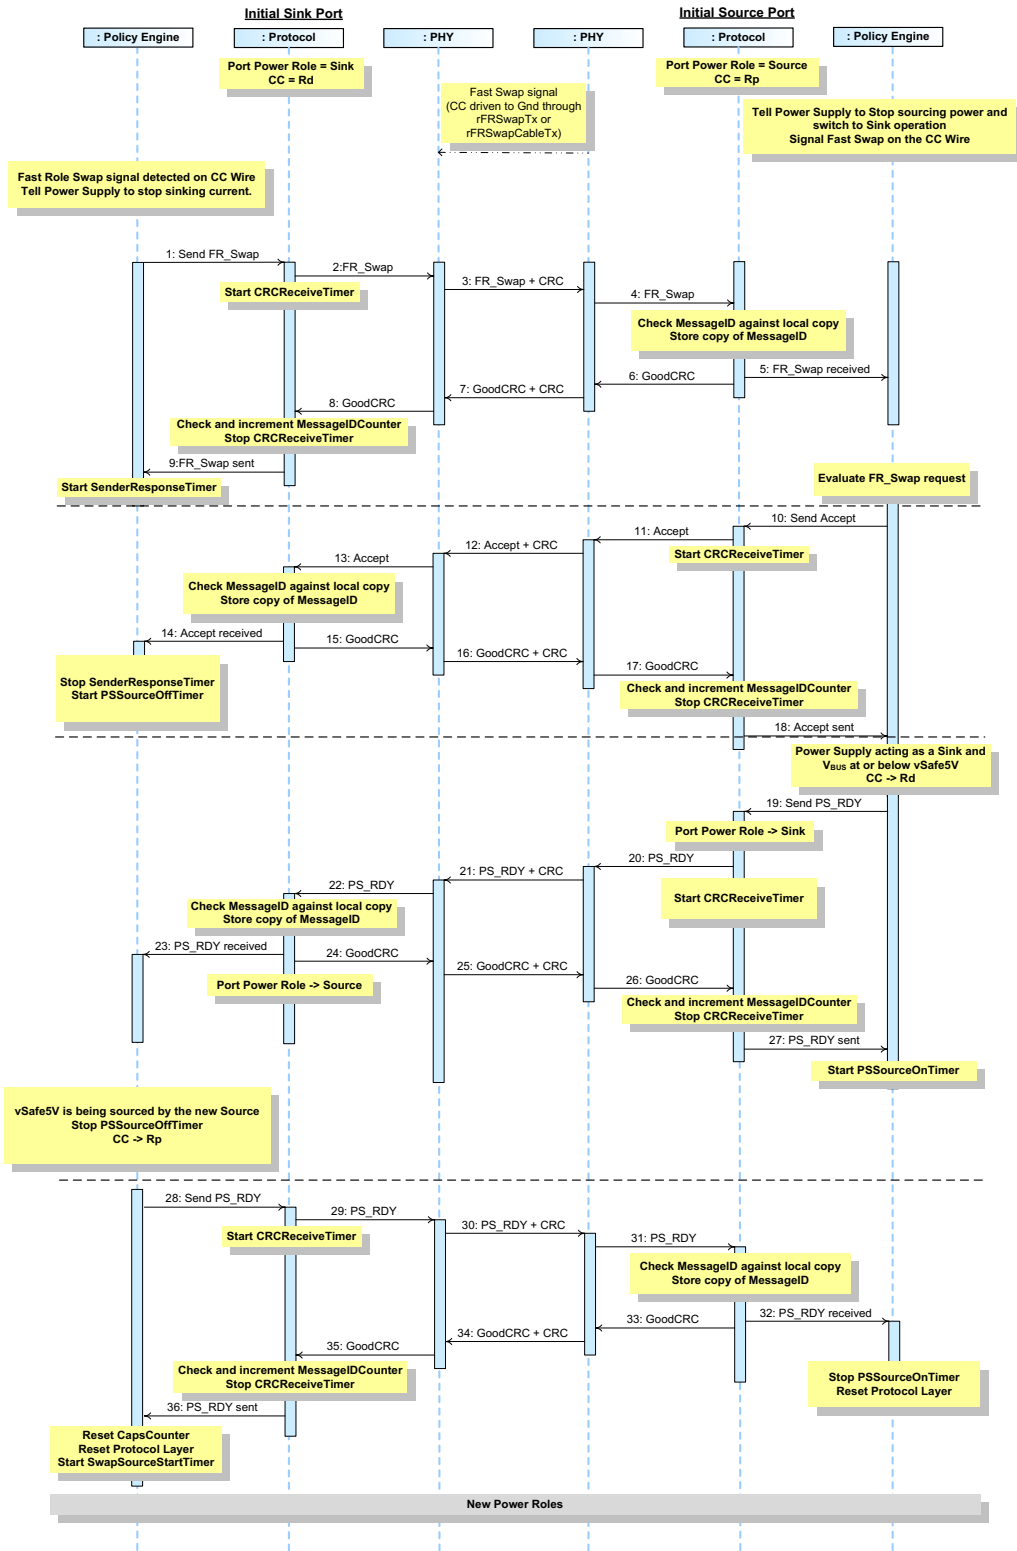 Initial Sink Port
Initial Source Port
: Policy Engine
: Protocol
: PHY
: PHY
: Protocol
: Policy Engine
Port Power Role = Sink
CC = Rd
Port Power Role = Source
CC = Rp
Fast Swap signal
(CC driven to Gnd through
rFRSwapTx or
rFRSwapCableTx)
Tell Power Supply to Stop sourcing power and
switch to Sink operation
Signal Fast Swap on the CC Wire
Fast Role Swap signal detected on CC Wire
Tell Power Supply to stop sinking current.
1: Send FR_Swap
2:FR_Swap
Start CRCReceiveTimer
3: FR_Swap + CRC
4: FR_Swap
Check MessageID against local copy
Store copy of MessageID
5: FR_Swap received
6: GoodCRC
7: GoodCRC + CRC
8: GoodCRC
Check and increment MessageIDCounter
Stop CRCReceiveTimer
9:FR_Swap sent
Start SenderResponseTimer
Evaluate FR_Swap request
10: Send Accept
11: Accept
Start CRCReceiveTimer
12: Accept + CRC
13: Accept
Check MessageID against local copy
Store copy of MessageID
14: Accept received
15: GoodCRC
16: GoodCRC + CRC
17: GoodCRC
Stop SenderResponseTimer
Start PSSourceOffTimer
Check and increment MessageIDCounter
Stop CRCReceiveTimer
18: Accept sent
Power Supply acting as a Sink and
VBUS at or below vSafe5V
CC -> Rd
19: Send PS_RDY
Port Power Role -> Sink
20: PS_RDY
21: PS_RDY + CRC
22: PS_RDY
Start CRCReceiveTimer
Check MessageID against local copy
Store copy of MessageID
23: PS_RDY received
24: GoodCRC
25: GoodCRC + CRC
26: GoodCRC
Port Power Role -> Source
Check and increment MessageIDCounter
Stop CRCReceiveTimer
27: PS_RDY sent
Start PSSourceOnTimer
vSafe5V is being sourced by the new Source
Stop PSSourceOffTimer
CC -> Rp
28: Send PS_RDY
29: PS_RDY
Start CRCReceiveTimer
30: PS_RDY + CRC
31: PS_RDY
Check MessageID against local copy
Store copy of MessageID
32: PS_RDY received
33: GoodCRC
34: GoodCRC + CRC
35: GoodCRC
Check and increment MessageIDCounter
Stop CRCReceiveTimer
Stop PSSourceOnTimer
Reset Protocol Layer
36: PS_RDY sent
Reset CapsCounter
Reset Protocol Layer
Start SwapSourceStartTimer
New Power Roles